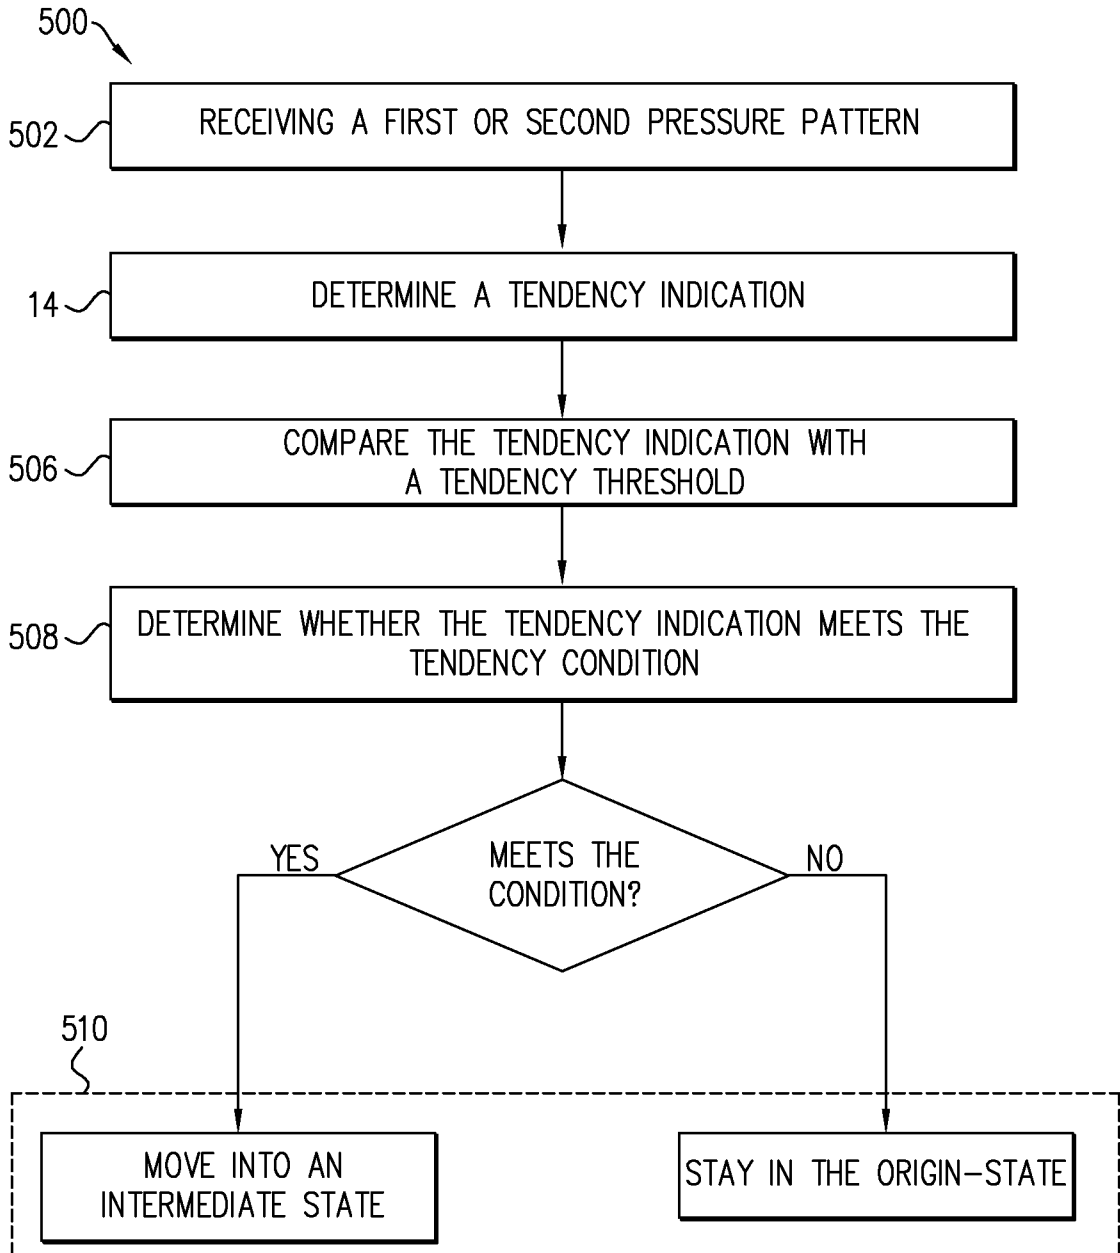 500
502
RECEIVING A FIRST OR SECOND PRESSURE PATTERN
14
DETERMINE A TENDENCY INDICATION
506
COMPARE THE TENDENCY INDICATION WITH
A TENDENCY THRESHOLD
508
DETERMINE WHETHER THE TENDENCY INDICATION MEETS THE
TENDENCY CONDITION
YES
MEETS THE
CONDITION?
NO
510
MOVE INTO AN
INTERMEDIATE STATE
STAY IN THE ORIGIN-STATE